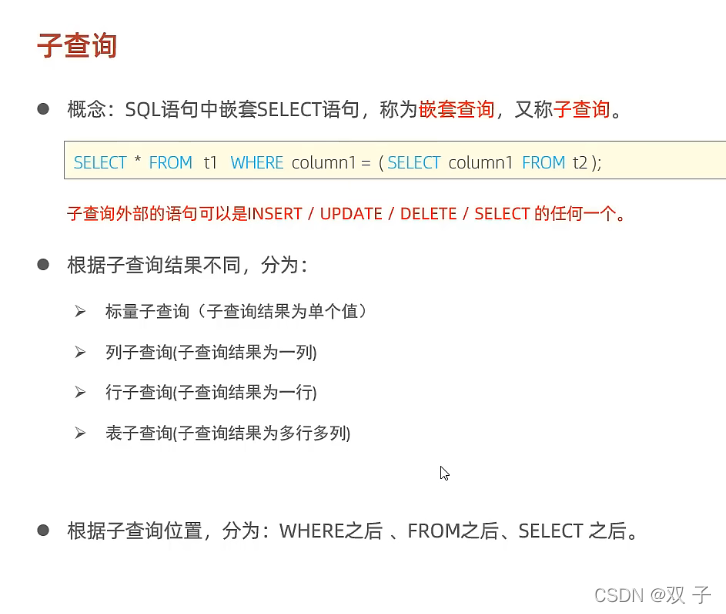 子查询
概念：SQL语句中嵌套SELECT语句，称为嵌套查询，又称子查询。
SELECT * FROM t1 WHERE column1 = ( SELECT column1 FROM t2 );
子查询外部的语句可以是INSERT / UPDATE / DELETE / SELECT 的任何一个。
根据子查询结果不同，分为：
标量子查询（子查询结果为单个值）
列子查询(子查询结果为一列)
行子查询(子查询结果为一行)
表子查询(子查询结果为多行多列)
根据子查询位置，分为：WHERE之后 、FROM之后、SELECT 之后。
CSDN @双 子